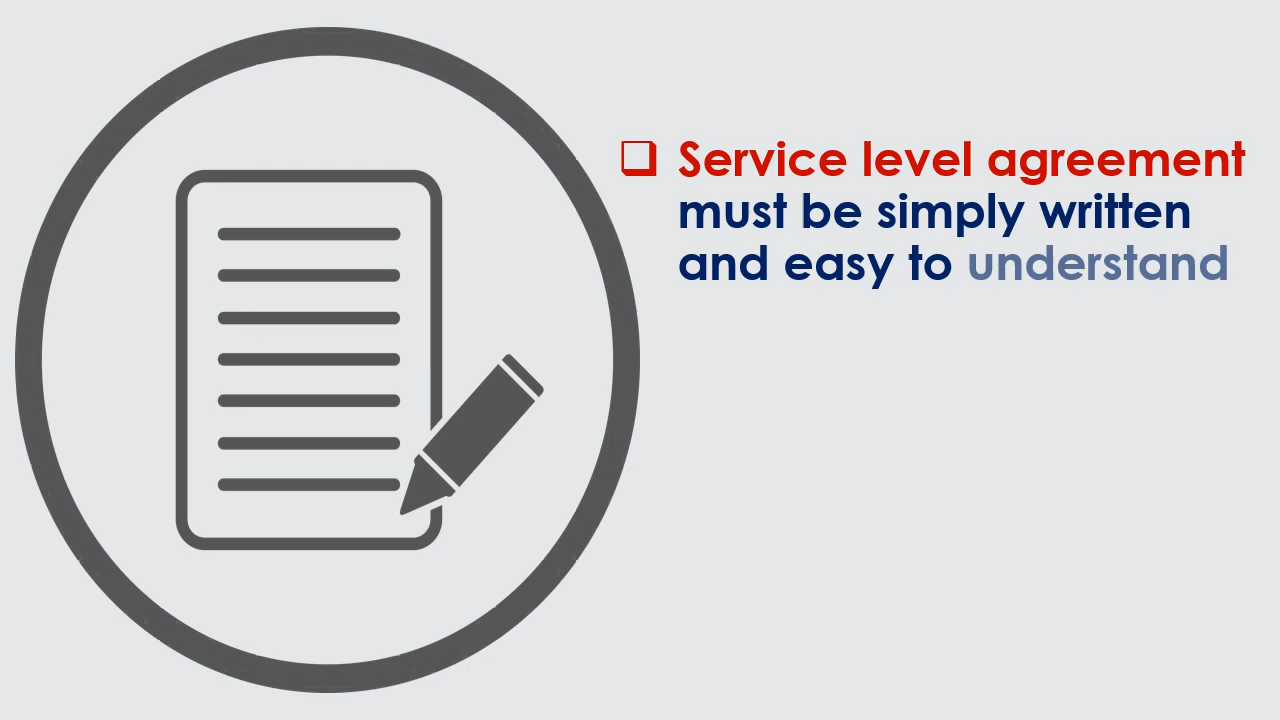 ❑ Service level agreement
must be simply written
and easy to understand